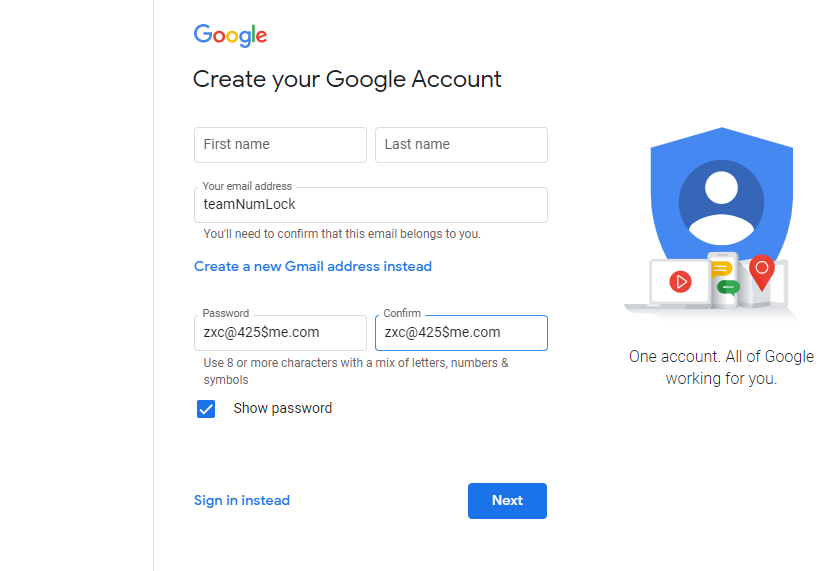 Google
Create your Google Account
First name Last name
Your email address
teamNumLock
You'll need to confirm that this email belongs to you.
Create a new Gmail address instead
Password Confirm
zxc@425$me.com zxc@425$me.com
Use 8 or more characters with a mix of letters, numbers &
symbols
Show password
One account. All of Google
working for you.
Sign in instead Next